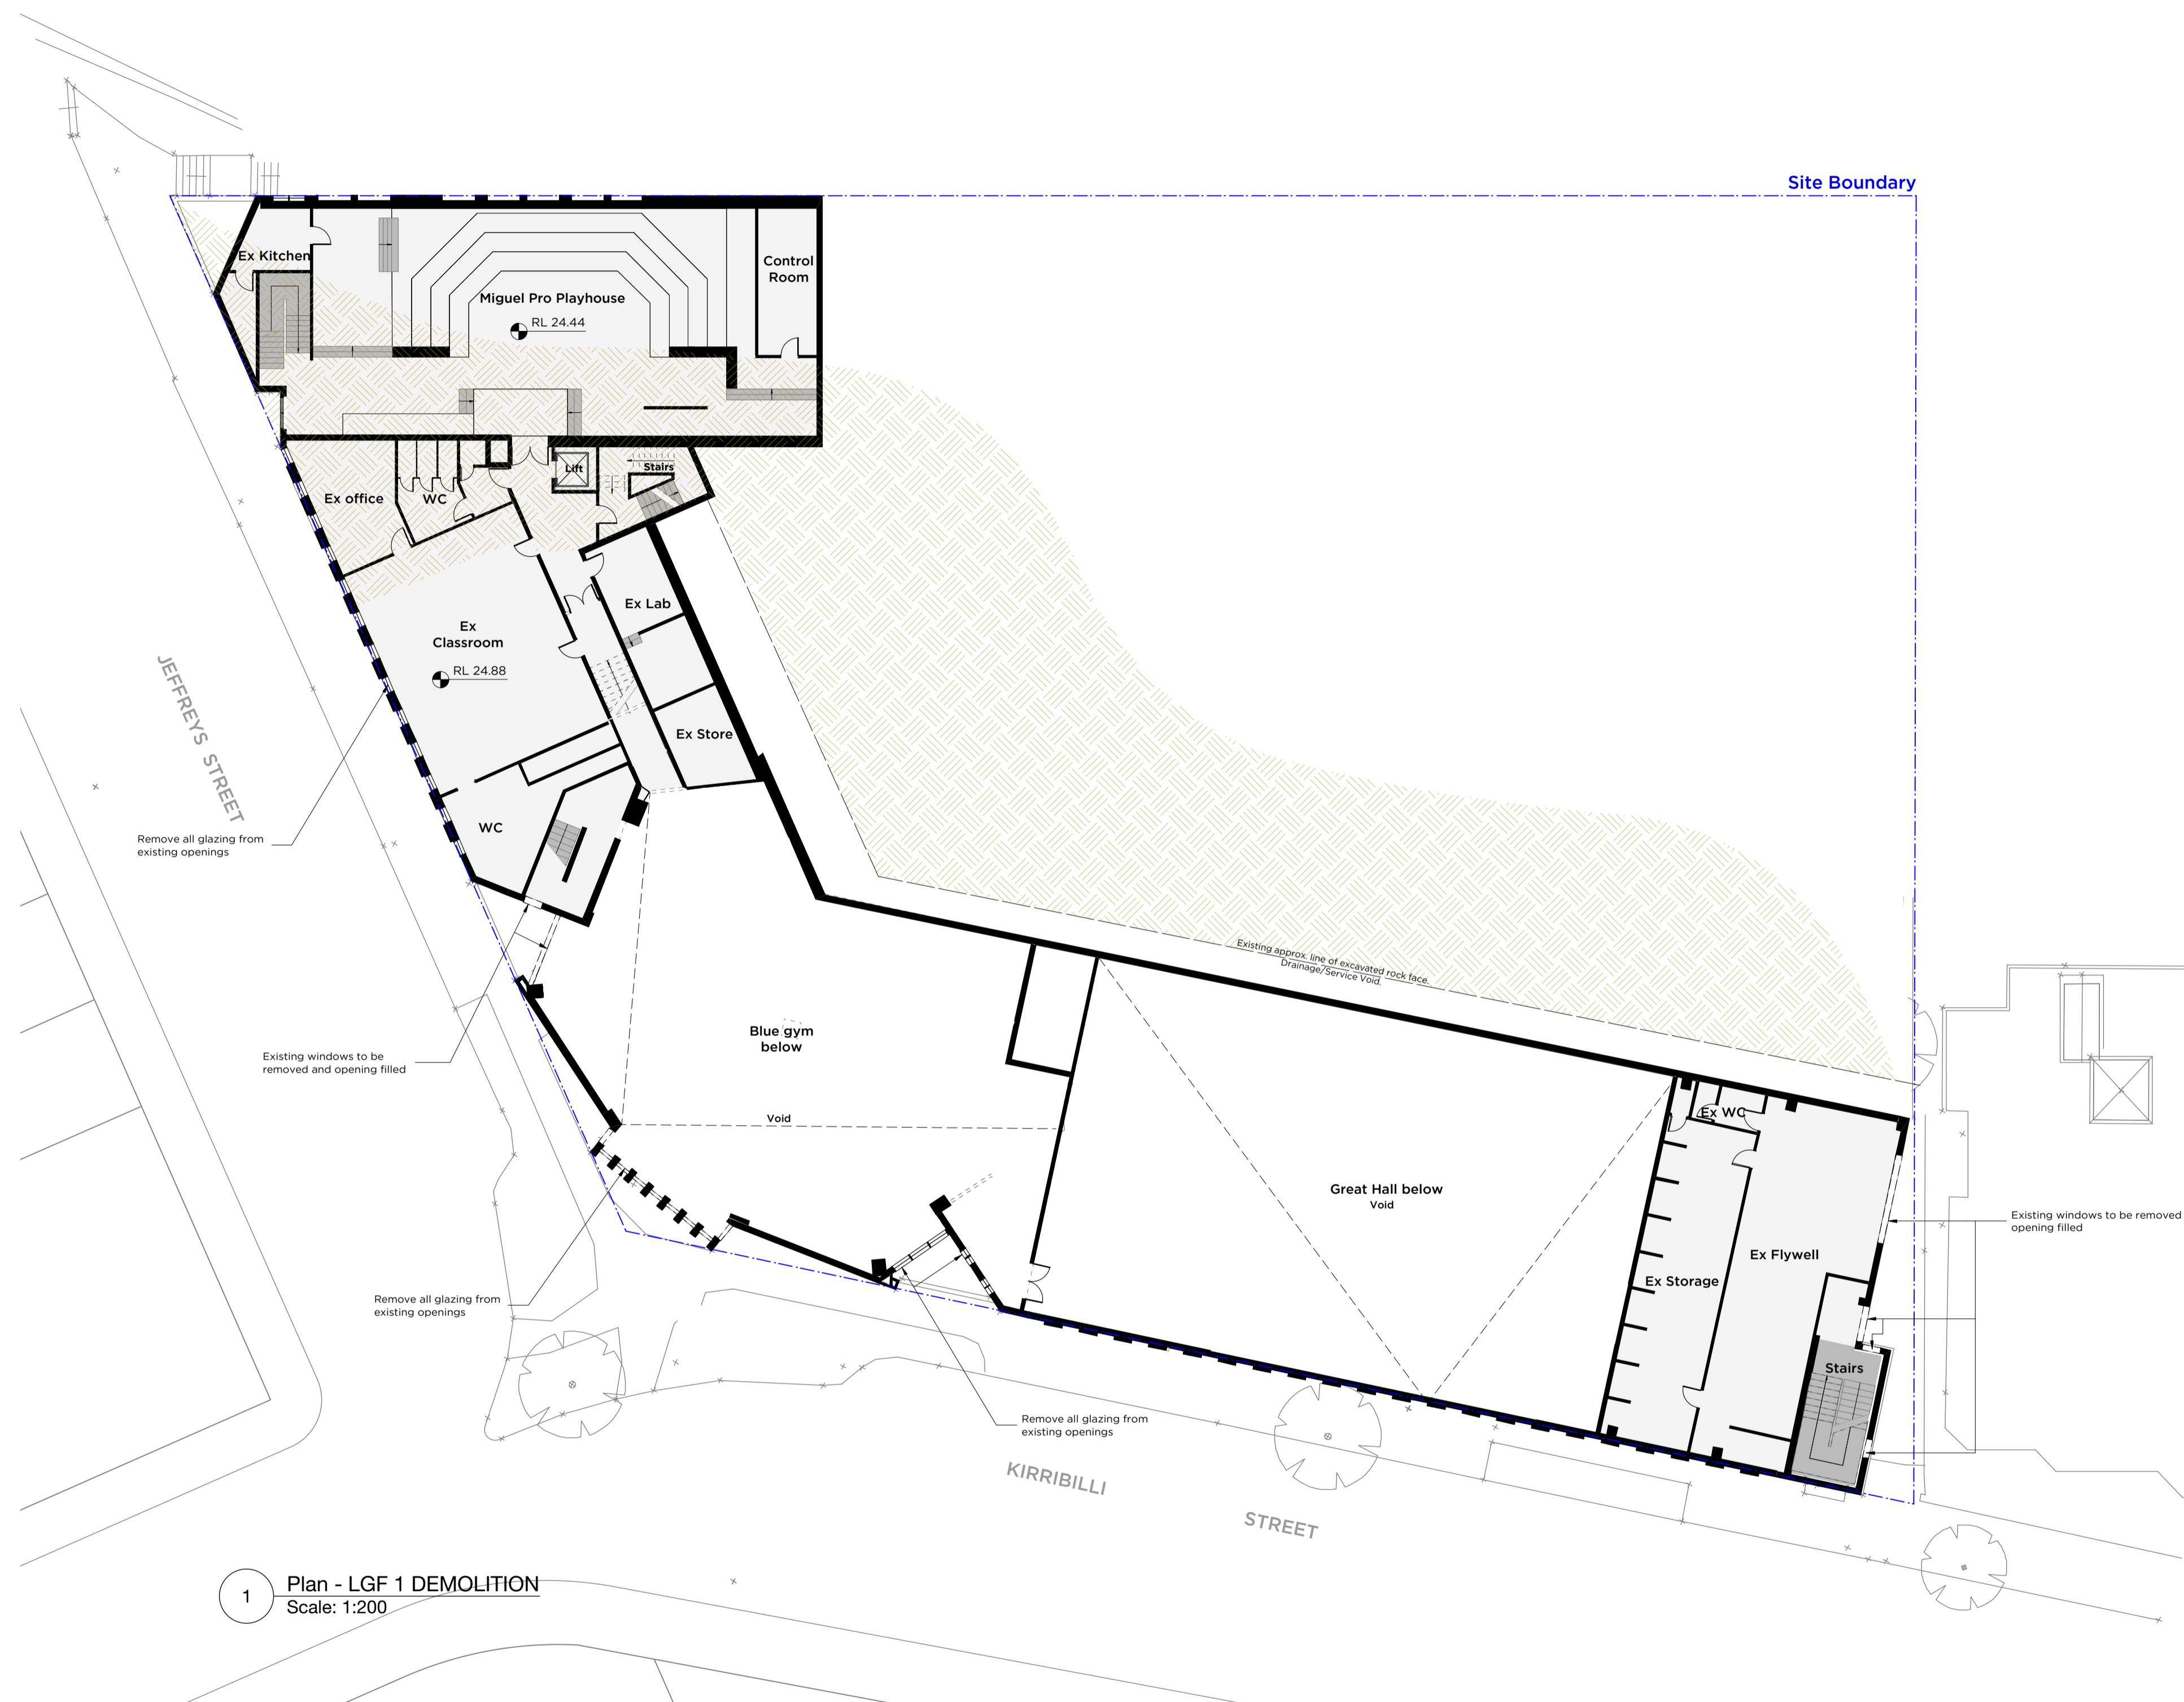 Site Boundary
Ex Kitchen
Control
Room
Miguel Pro Playhouse
RL 24.44
Lift
Stairs
Ex office
WC
Ex Lab
Ex
Classroom
RL 24.88
JEFFREYS STREET
Ex Store
WC
Remove all glazing from
existing openings
Existing approx. line of excavated rock face.
Drainage/Service Void.
Blue gym
below
Existing windows to be
removed and opening filled
Void
Ex WC
Great Hall below
Void
Existing windows to be removed
opening filled
Ex Flywell
Ex Storage
Remove all glazing from
existing openings
Stairs
Remove all glazing from
existing openings
KIRRIBILLI
STREET
1
Plan - LGF 1 DEMOLITION
Scale: 1:200